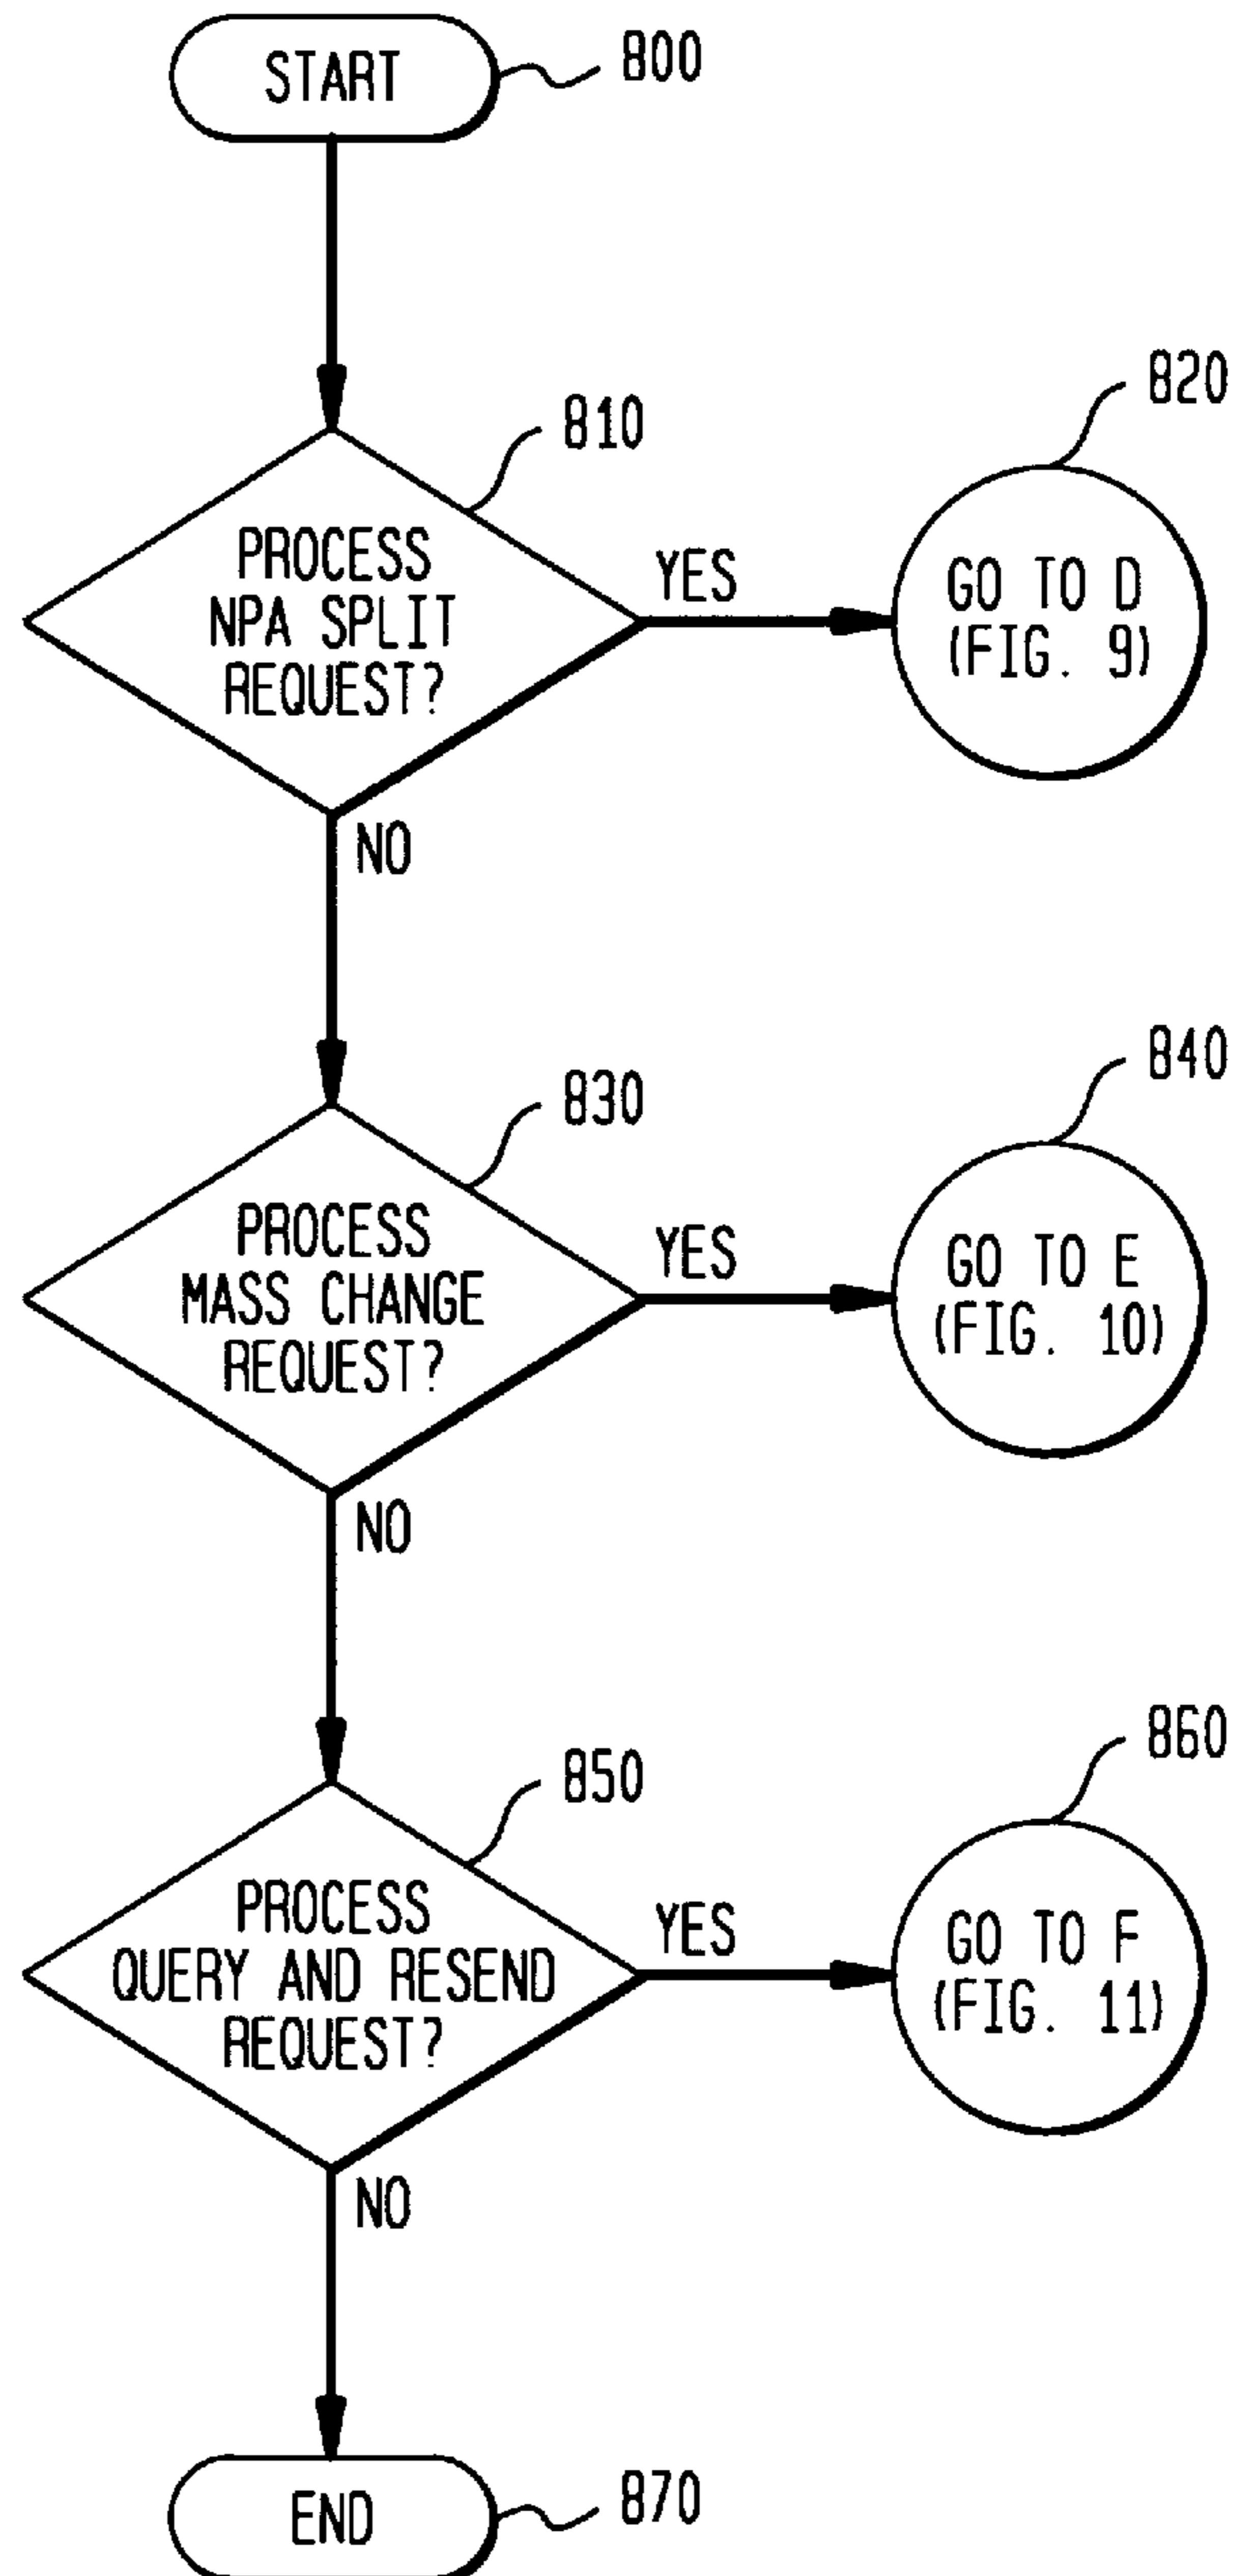 START
800
810
820
PROCESS
NPA SPLIT
REQUEST?
YES
GO TO D
(FIG. 9)
NO
830
840
PROCESS
MASS CHANGE
REQUEST?
YES
GO TO E
(FIG. 10)
NO
850
860
PROCESS
QUERY AND RESEND
REQUEST?
YES
GO TO F
(FIG. 11)
NO
END
870